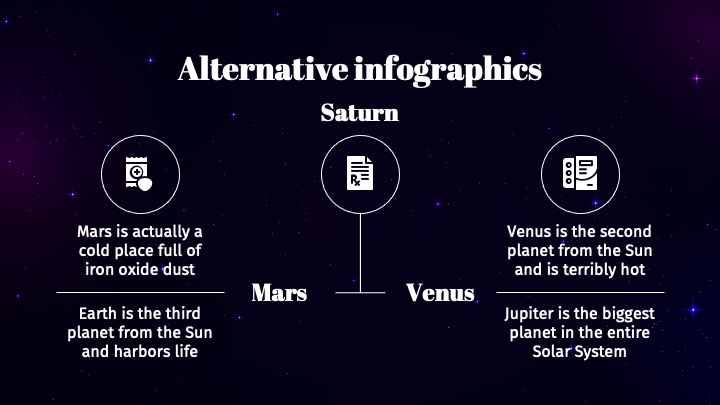 Alternative infographics
Saturn
Mars is actually a
cold place full of
iron oxide dust
Venus is the second
planet from the Sun
and is terribly hot
Mars
Venus
Earth is the third
planet from the Sun
and harbors life
Jupiter is the biggest
planet in the entire
Solar System